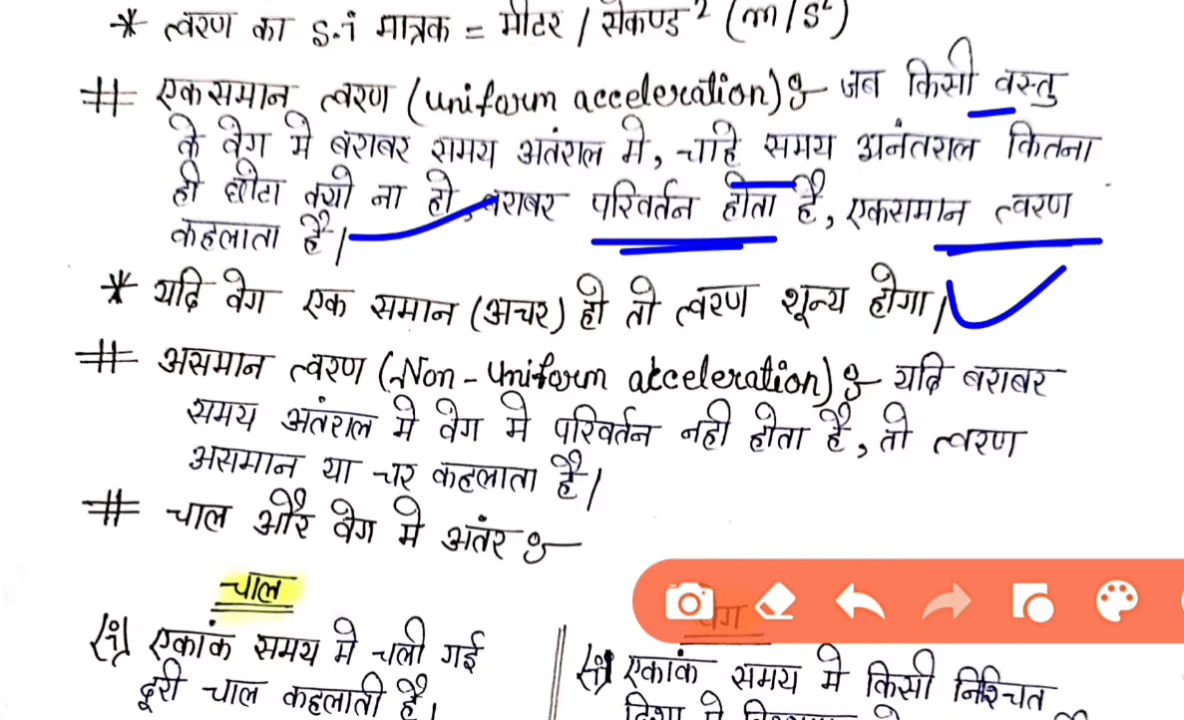 * त्वरण का S.i मात्रक = मीटर / सेकण्ड² (m/s²)
# एकसमान त्वरण (uniform acceleration) :- जब किसी वस्तु
के वेग मे बराबर समय अतंराल मे, चाहे समय अनंतराल कितना
ही छोटा क्यो ना हो, बराबर परिवर्तन होता है, एकसमान त्वरण
कहलाता है।
* यदि वेग एक समान (अचर) हो तो त्वरण शून्य होगा।
# असमान त्वरण (Non - uniform acceleration) :- यदि बराबर
समय अतंराल मे वेग मे परिवर्तन नही होता है, तो त्वरण
असमान या चर कहलाता है।
# चाल और वेग मे अतंर :-
चाल
वेग
(i) एकांक समय मे चली गई
दूरी चाल कहलाती है।
(i) एकांक समय मे किसी निश्चित
दिशा मे